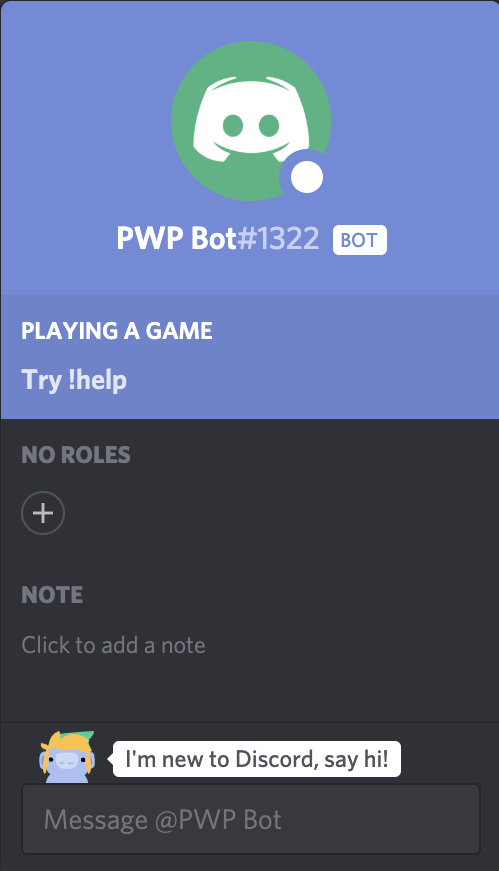 PWP Bot#1322 BOT
PLAYING A GAME
Try !help
NO ROLES
NOTE
Click to add a note
I'm new to Discord, say hi!
Message @PWP Bot